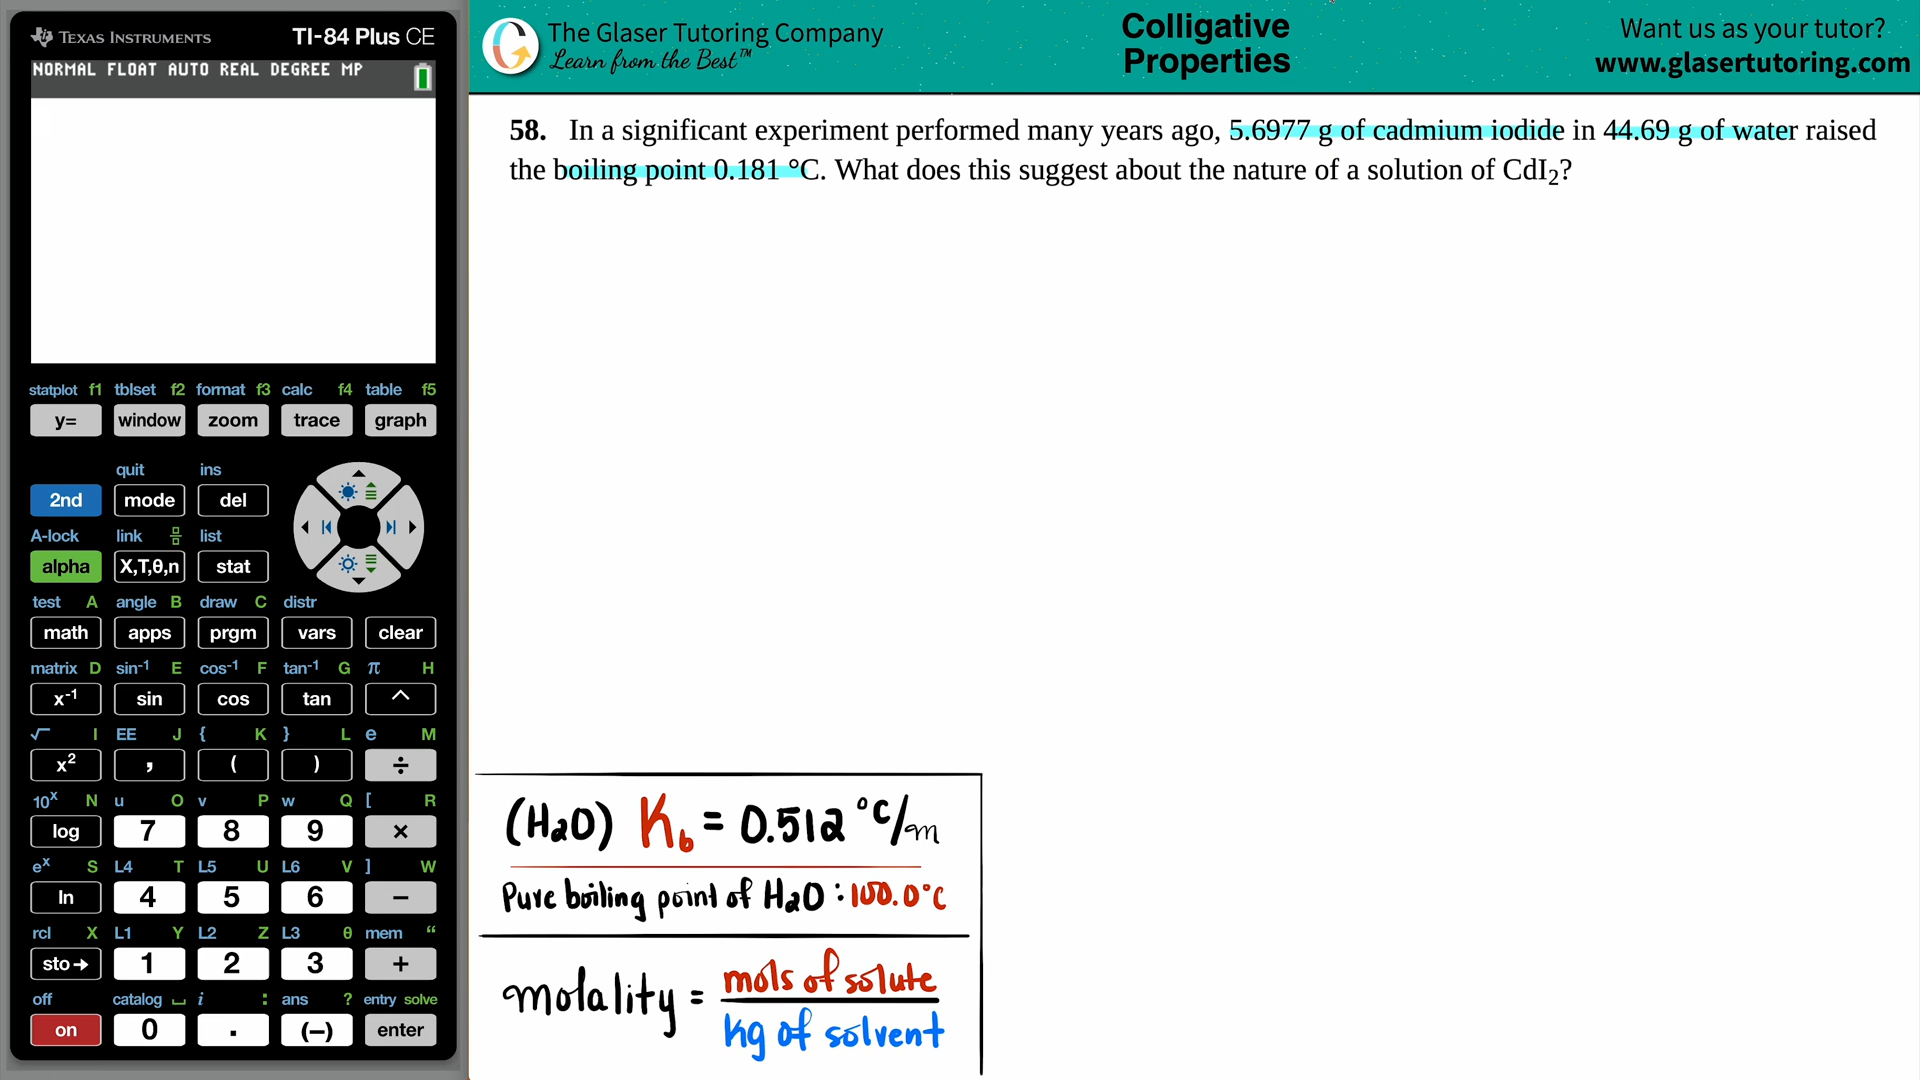 TEXAS INSTRUMENTS TI-84 Plus CE
NORMAL FLOAT AUTO REAL DEGREE MP
statplot f1 tblset f2 format f3 calc f4 table f5
y= window zoom trace graph
quit ins
2nd mode del
A-lock link list
alpha X,T,θ,n stat
test A angle B draw C distr
math apps prgm vars clear
matrix D sin⁻¹ E cos⁻¹ F tan⁻¹ G π H
x⁻¹ sin cos tan ^
√ I EE J { K } L e M
x² , ( ) ÷
10ˣ N u O v P w Q [ R
log 7 8 9 ×
eˣ S L4 T L5 U L6 V ] W
ln 4 5 6 −
rcl X L1 Y L2 Z L3 θ mem “
sto→ 1 2 3 +
off catalog ⎵ i : ans ? entry solve
on 0 . (−) enter
The Glaser Tutoring Company
Learn from the Best™
Colligative
Properties
Want us as your tutor?
www.glasertutoring.com
58. In a significant experiment performed many years ago, 5.6977 g of cadmium iodide in 44.69 g of water raised
the boiling point 0.181 °C. What does this suggest about the nature of a solution of CdI₂?
(H₂O) K_b = 0.512 °C/m
Pure boiling point of H₂O : 100.0°C
molality = mols of solute
kg of solvent